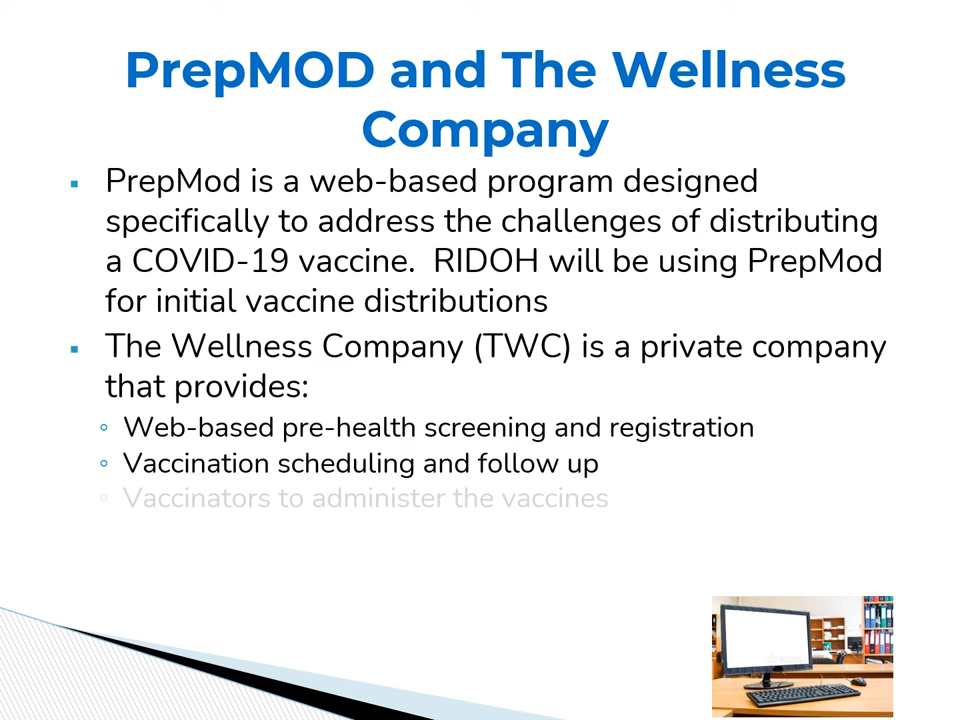 PrepMOD and The Wellness
Company
▪ PrepMod is a web-based program designed
specifically to address the challenges of distributing
a COVID-19 vaccine.  RIDOH will be using PrepMod
for initial vaccine distributions
▪ The Wellness Company (TWC) is a private company
that provides:
◦ Web-based pre-health screening and registration
◦ Vaccination scheduling and follow up
◦ Vaccinators to administer the vaccines